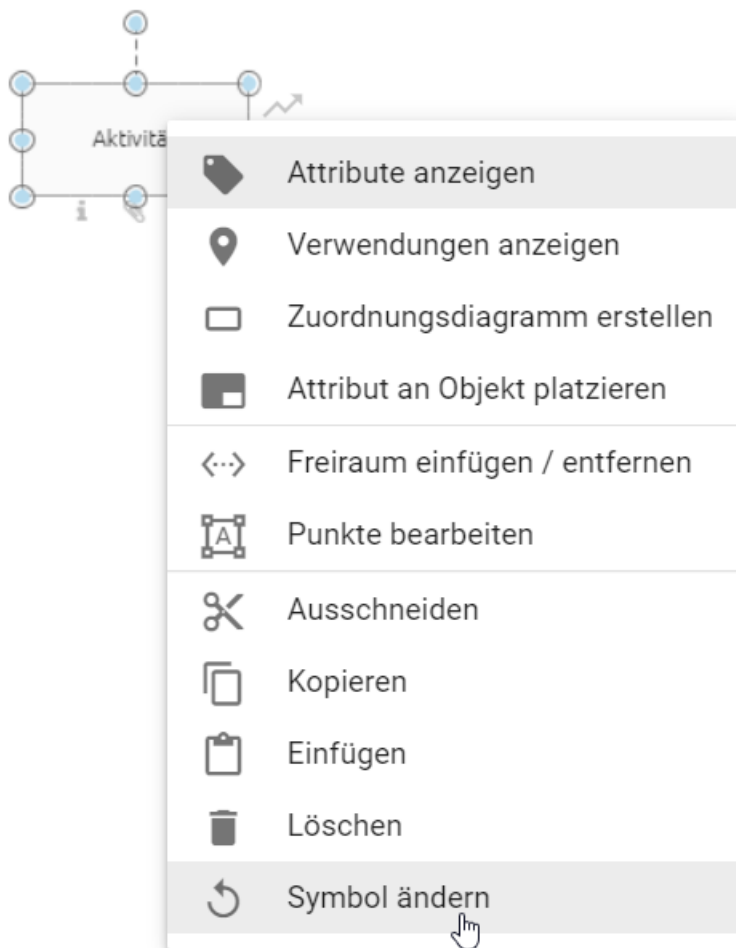 Aktivitä
Attribute anzeigen
Verwendungen anzeigen
Zuordnungsdiagramm erstellen
Attribut an Objekt platzieren
Freiraum einfügen / entfernen
A
Punkte bearbeiten
Ausschneiden
Kopieren
Einfügen
Löschen
Symbol ändern